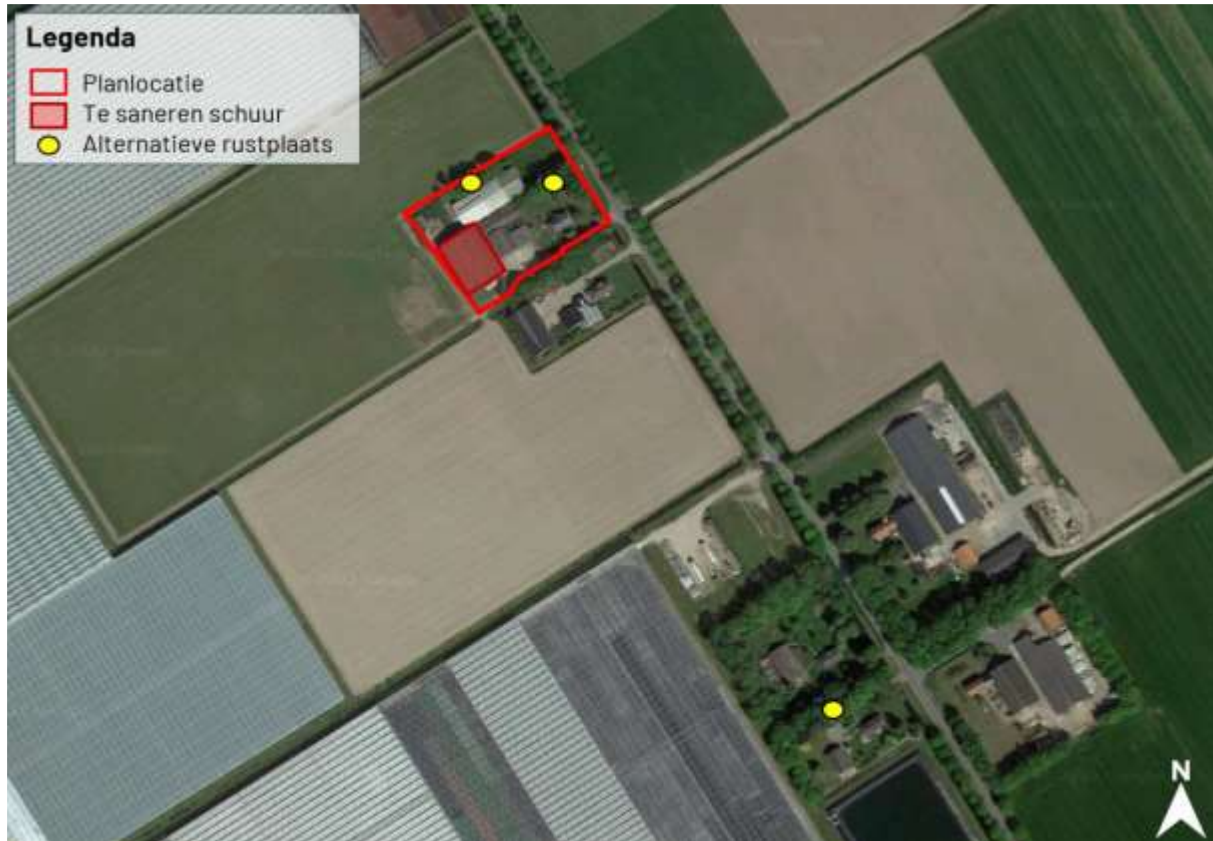 Legenda
Planlocatie
Te saneren schuur
Alternatieve rustplaats
N